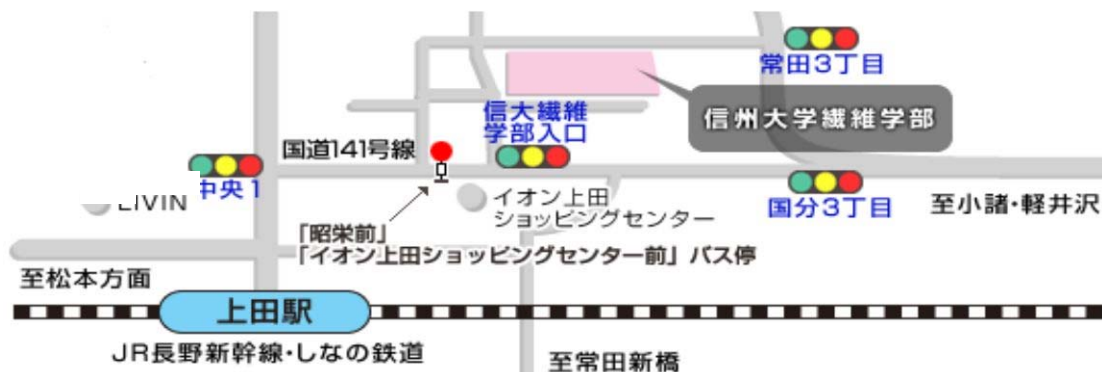 常田3丁目
信州大学繊維学部
信大繊維
学部入口
国道141号線
中央1
LIVIN
イオン上田
ショッピングセンター
国分3丁目
至小諸・軽井沢
「昭栄前」
「イオン上田ショッピングセンター前」バス停
至松本方面
上田駅
JR長野新幹線・しなの鉄道
至常田新橋